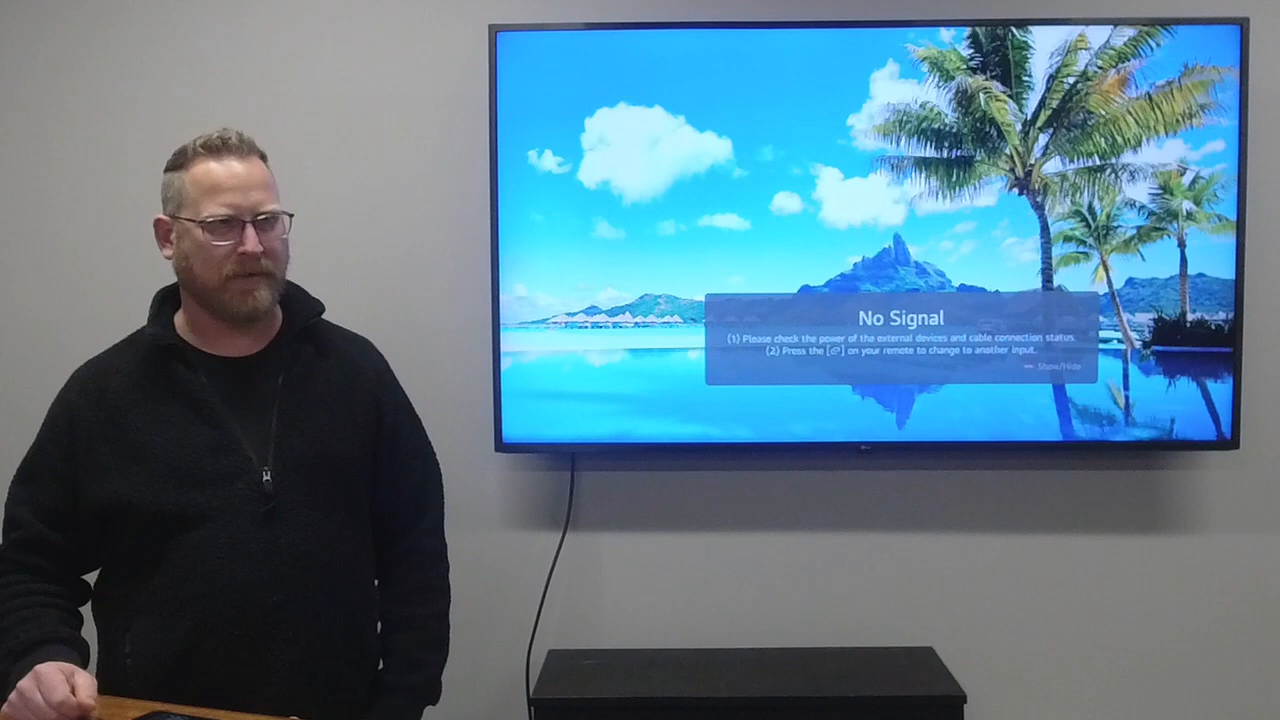 No Signal
(1) Please check the power of the external devices and cable connection status.
(2) Press the [⎆] on your remote to change to another input.
Show/Hide